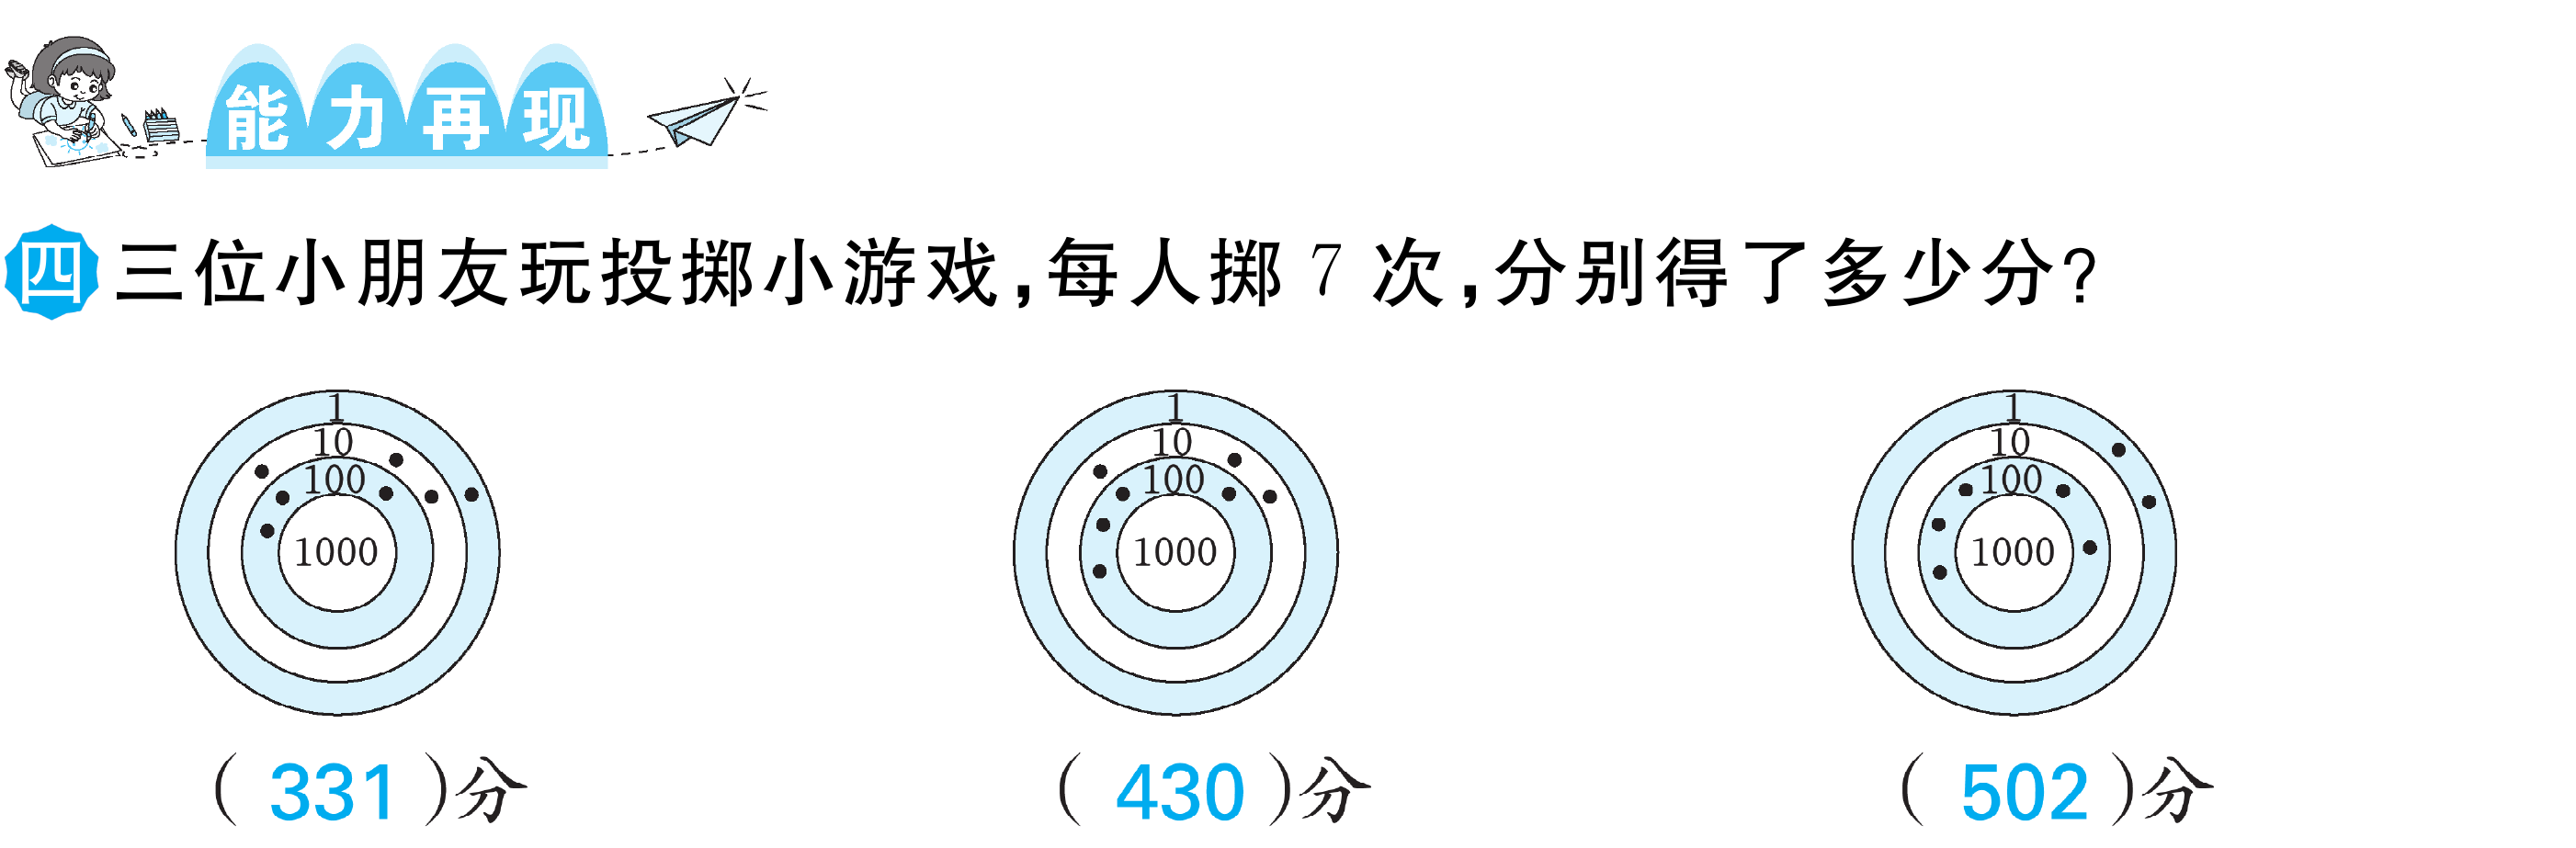 能力再现
四 三位小朋友玩投掷小游戏,每人掷 7 次,分别得了多少分?
1 1 1
10 10 10
100 100 100
1000 1000 1000
( 331 )分 ( 430 )分 ( 502 )分